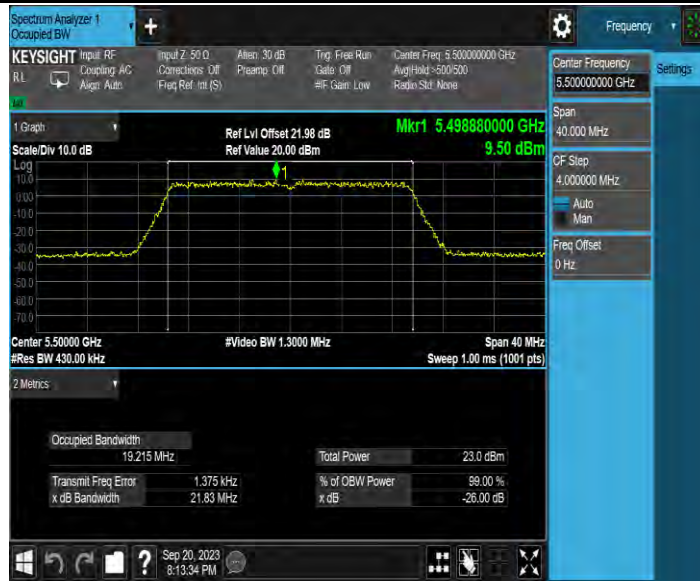 Spectrum Analyzer 1
Occupied BW
+
Frequency
KEYSIGHT Input: RF
RL
Coupling: AC
Align: Auto
Input Z: 50 Ω
Corrections: Off
Freq Ref: Int (S)
Atten: 30 dB
Preamp: Off
Trig: Free Run
Gate: Off
#IF Gain: Low
Center Freq: 5.500000000 GHz
Avg|Hold:>500/500
Radio Std: None
Center Frequency
5.500000000 GHz
Settings
Span
40.000 MHz
CF Step
4.000000 MHz
Auto
Man
Freq Offset
0 Hz
1 Graph
Scale/Div 10.0 dB
Ref Lvl Offset 21.98 dB
Ref Value 20.00 dBm
Mkr1 5.498880000 GHz
9.50 dBm
Log
1
10.0
0.00
-10.0
-20.0
-30.0
-40.0
-50.0
-60.0
-70.0
Center 5.50000 GHz
#Res BW 430.00 kHz
#Video BW 1.3000 MHz
Span 40 MHz
Sweep 1.00 ms (1001 pts)
2 Metrics
Occupied Bandwidth
19.215 MHz
Total Power 23.0 dBm
Transmit Freq Error 1.375 kHz
% of OBW Power 99.00 %
x dB Bandwidth 21.83 MHz
x dB -26.00 dB
?
Sep 20, 2023
8:13:34 PM